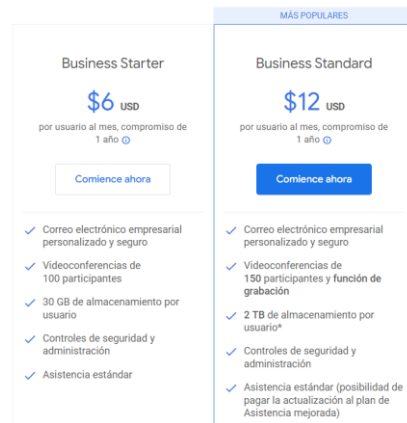 MÁS POPULARES
Business Starter
$6 USD
por usuario al mes, compromiso de
1 año
Comience ahora
Correo electrónico empresarial
personalizado y seguro
Videoconferencias de
100 participantes
30 GB de almacenamiento por
usuario
Controles de seguridad y
administración
Asistencia estándar
Business Standard
$12 USD
por usuario al mes, compromiso de
1 año
Comience ahora
Correo electrónico empresarial
personalizado y seguro
Videoconferencias de
150 participantes y función de
grabación
2 TB de almacenamiento por
usuario*
Controles de seguridad y
administración
Asistencia estándar (posibilidad de
pagar la actualización al plan de
Asistencia mejorada)